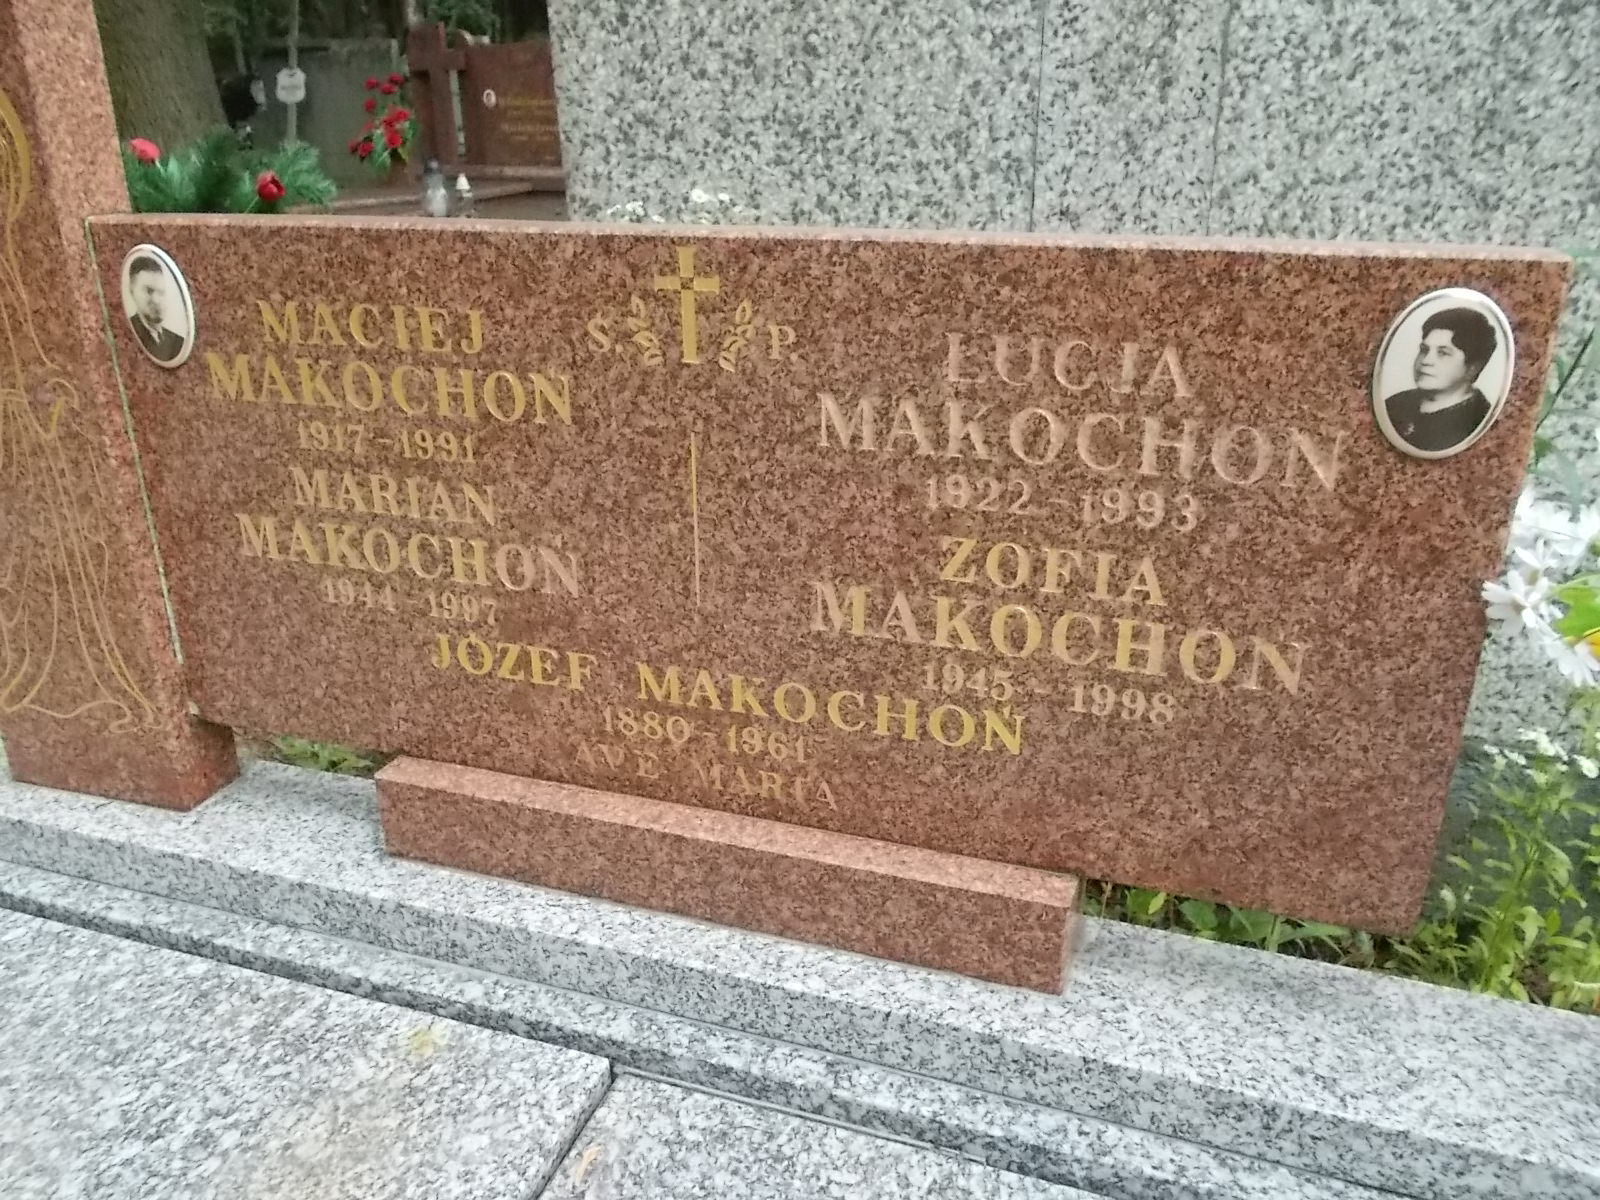 S. P.
MACIEJ
MAKOCHOŃ
1917-1991
MARIAN
MAKOCHOŃ
1944-1997
ŁUCJA
MAKOCHOŃ
1922-1993
ZOFIA
MAKOCHOŃ
1945-1998
JÓZEF MAKOCHOŃ
1880-1961
AVE MARIA